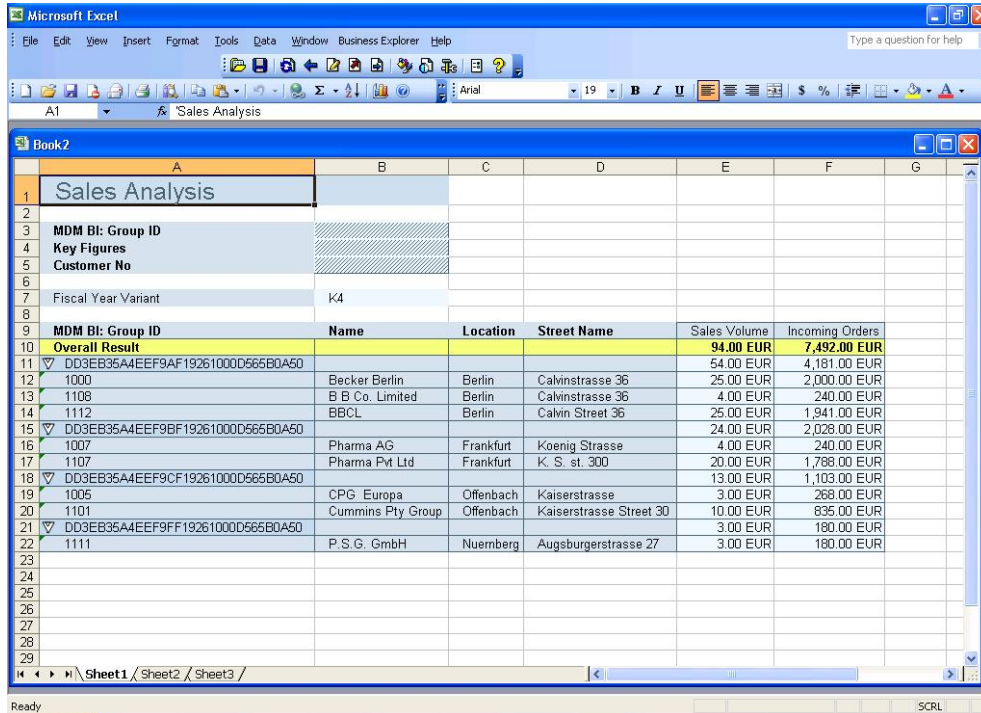 Microsoft Excel
File Edit View Insert Format Tools Data Window Business Explorer Help Type a question for help
Arial 19 B I U $ %
A1 fx 'Sales Analysis
Book2
A B C D E F G
1 Sales Analysis
2
3 MDM BI: Group ID
4 Key Figures
5 Customer No
6
7 Fiscal Year Variant K4
8
9 MDM BI: Group ID Name Location Street Name Sales Volume Incoming Orders
10 Overall Result 94.00 EUR 7,492.00 EUR
11 DD3EB35A4EEF9AF19261000D565B0A50 54.00 EUR 4,181.00 EUR
12 1000 Becker Berlin Berlin Calvinstrasse 36 25.00 EUR 2,000.00 EUR
13 1108 B B Co. Limited Berlin Calvinstrasse 36 4.00 EUR 240.00 EUR
14 1112 BBCL Berlin Calvin Street 36 25.00 EUR 1,941.00 EUR
15 DD3EB35A4EEF9BF19261000D565B0A50 24.00 EUR 2,028.00 EUR
16 1007 Pharma AG Frankfurt Koenig Strasse 4.00 EUR 240.00 EUR
17 1107 Pharma Pvt Ltd Frankfurt K. S. st. 300 20.00 EUR 1,788.00 EUR
18 DD3EB35A4EEF9CF19261000D565B0A50 13.00 EUR 1,103.00 EUR
19 1005 CPG Europa Offenbach Kaiserstrasse 3.00 EUR 268.00 EUR
20 1101 Cummins Pty Group Offenbach Kaiserstrasse Street 30 10.00 EUR 835.00 EUR
21 DD3EB35A4EEF9FF19261000D565B0A50 3.00 EUR 180.00 EUR
22 1111 P.S.G. GmbH Nuernberg Augsburgerstrasse 27 3.00 EUR 180.00 EUR
23
24
25
26
27
28
29
Sheet1 Sheet2 Sheet3
Ready SCRL